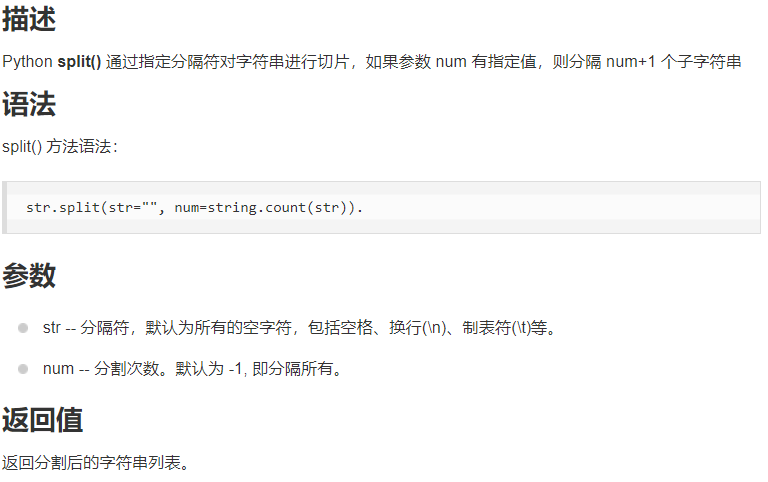 描述
Python split() 通过指定分隔符对字符串进行切片，如果参数 num 有指定值，则分隔 num+1 个子字符串
语法
split() 方法语法：
str.split(str="", num=string.count(str)).
参数
str -- 分隔符，默认为所有的空字符，包括空格、换行(\n)、制表符(\t)等。
num -- 分割次数。默认为 -1, 即分隔所有。
返回值
返回分割后的字符串列表。